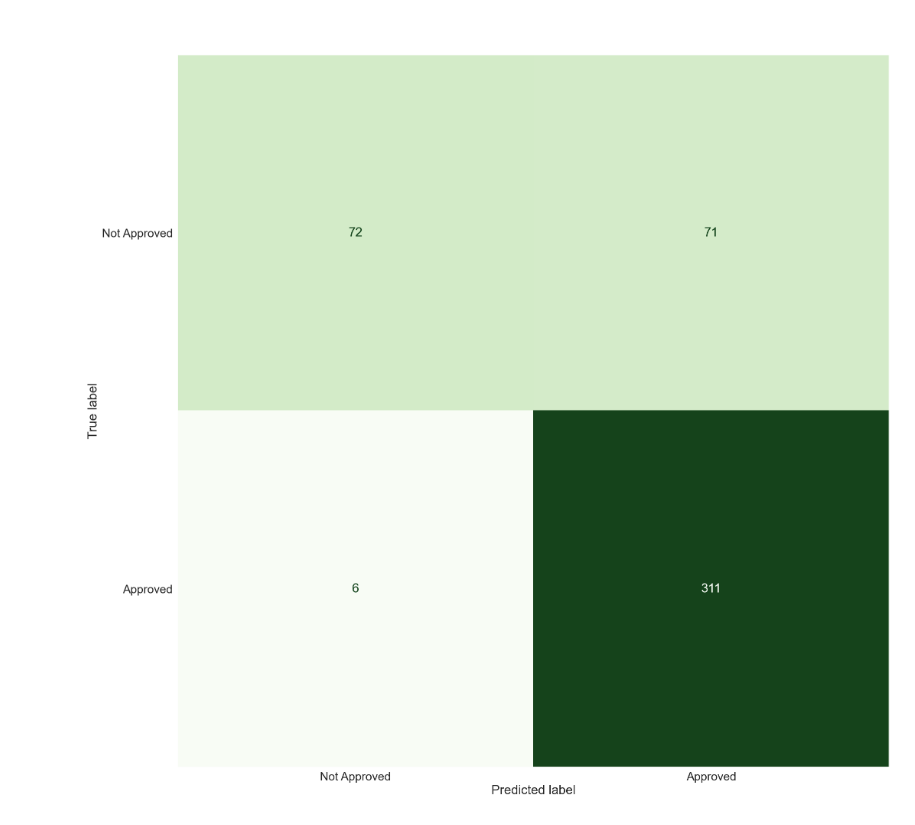 Not Approved
72
71
True label
Approved
6
311
Not Approved
Approved
Predicted label